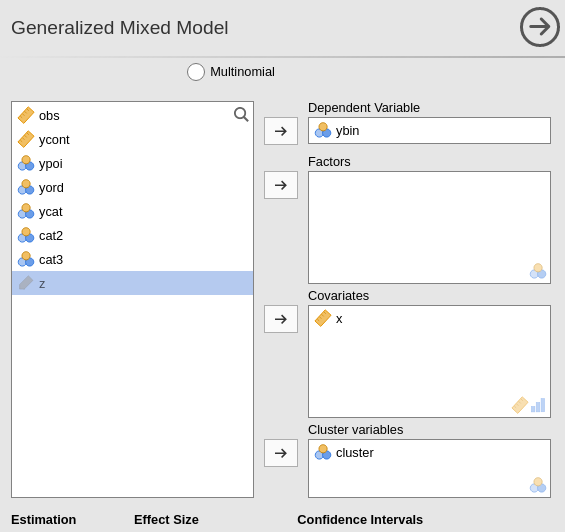 Generalized Mixed Model
Multinomial
obs
ycont
ypoi
yord
ycat
cat2
cat3
z
Dependent Variable
ybin
Factors
Covariates
x
Cluster variables
cluster
Estimation
Effect Size
Confidence Intervals